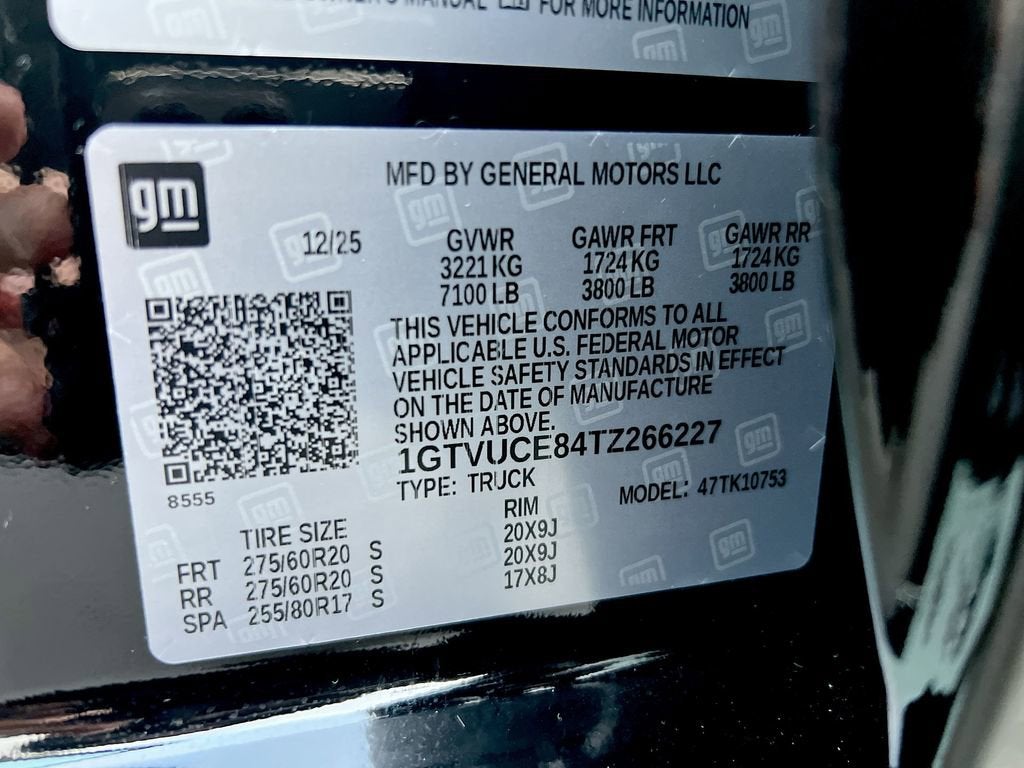 MANUAL FOR MORE INFORMATION
gm
MFD BY GENERAL MOTORS LLC
12/25
GVWR GAWR FRT GAWR RR
3221 KG 1724 KG 1724 KG
7100 LB 3800 LB 3800 LB
THIS VEHICLE CONFORMS TO ALL
APPLICABLE U.S. FEDERAL MOTOR
VEHICLE SAFETY STANDARDS IN EFFECT
ON THE DATE OF MANUFACTURE
SHOWN ABOVE.
1GTVUCE84TZ266227
8555
TYPE: TRUCK MODEL: 47TK10753
TIRE SIZE RIM
FRT 275/60R20 S 20X9J
RR 275/60R20 S 20X9J
SPA 255/80R17 S 17X8J